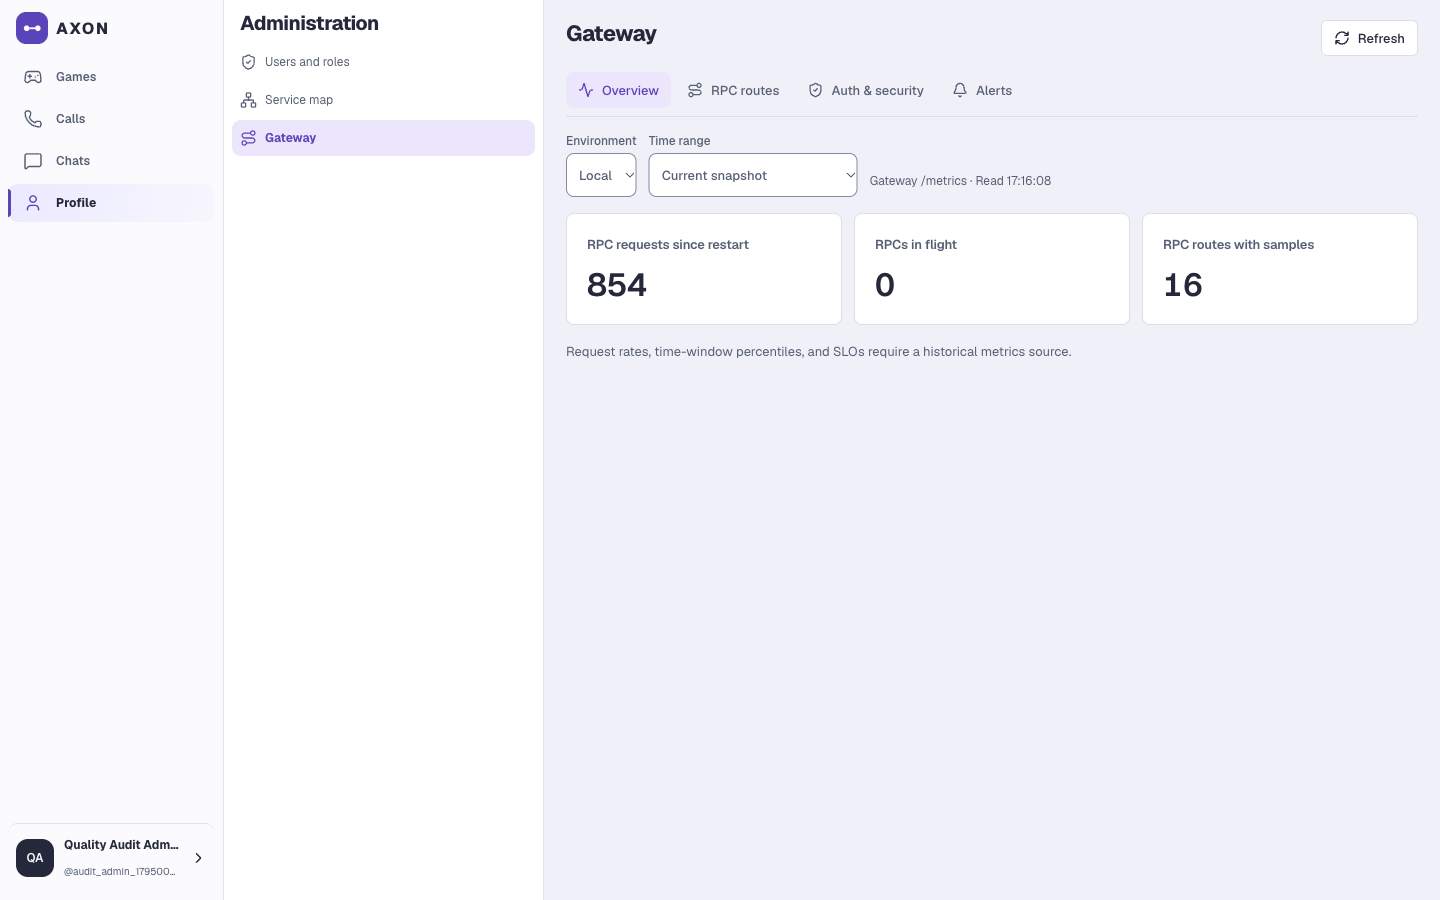 AXON
Games
Calls
Chats
Profile
QA
Quality Audit Adm...
@audit_admin_179500...
Administration
Users and roles
Service map
Gateway
Gateway
Refresh
Overview
RPC routes
Auth & security
Alerts
Environment
Time range
Local
Current snapshot
Gateway /metrics · Read 17:16:08
RPC requests since restart
854
RPCs in flight
0
RPC routes with samples
16
Request rates, time-window percentiles, and SLOs require a historical metrics source.